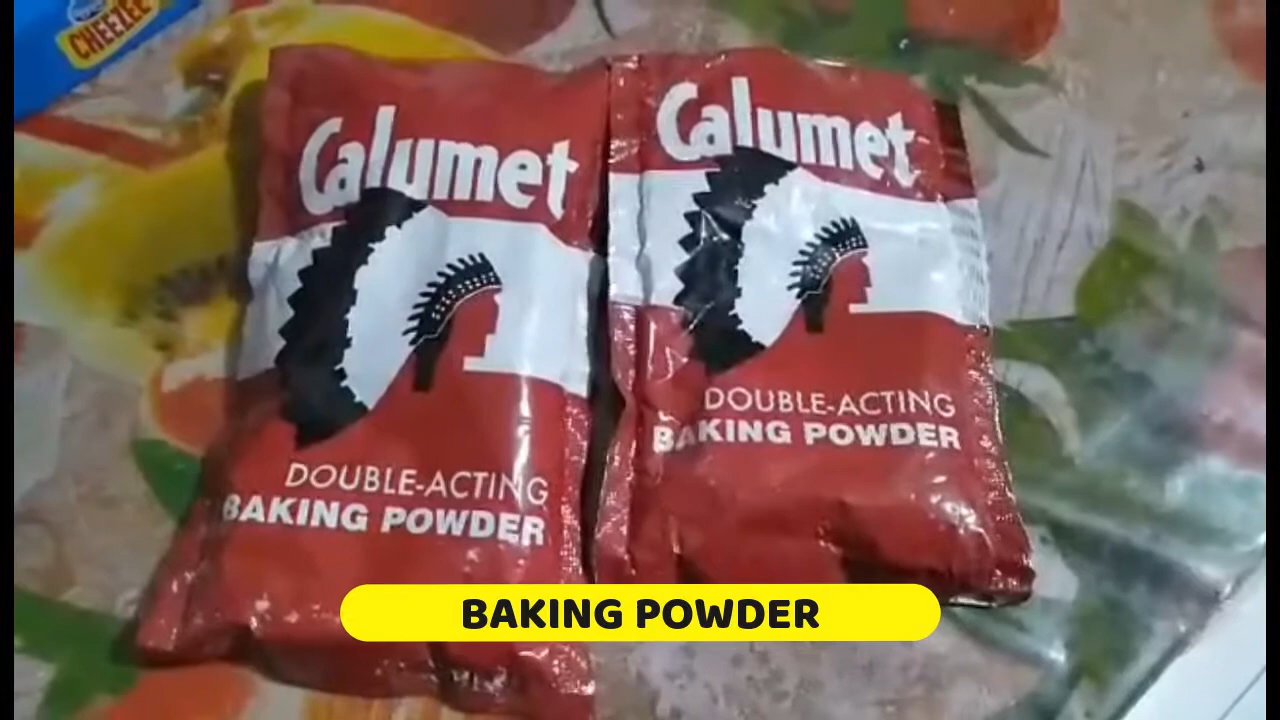 CHEEZEE
Calumet
DOUBLE-ACTING
BAKING POWDER
Calumet
DOUBLE-ACTING
BAKING POWDER
BAKING POWDER